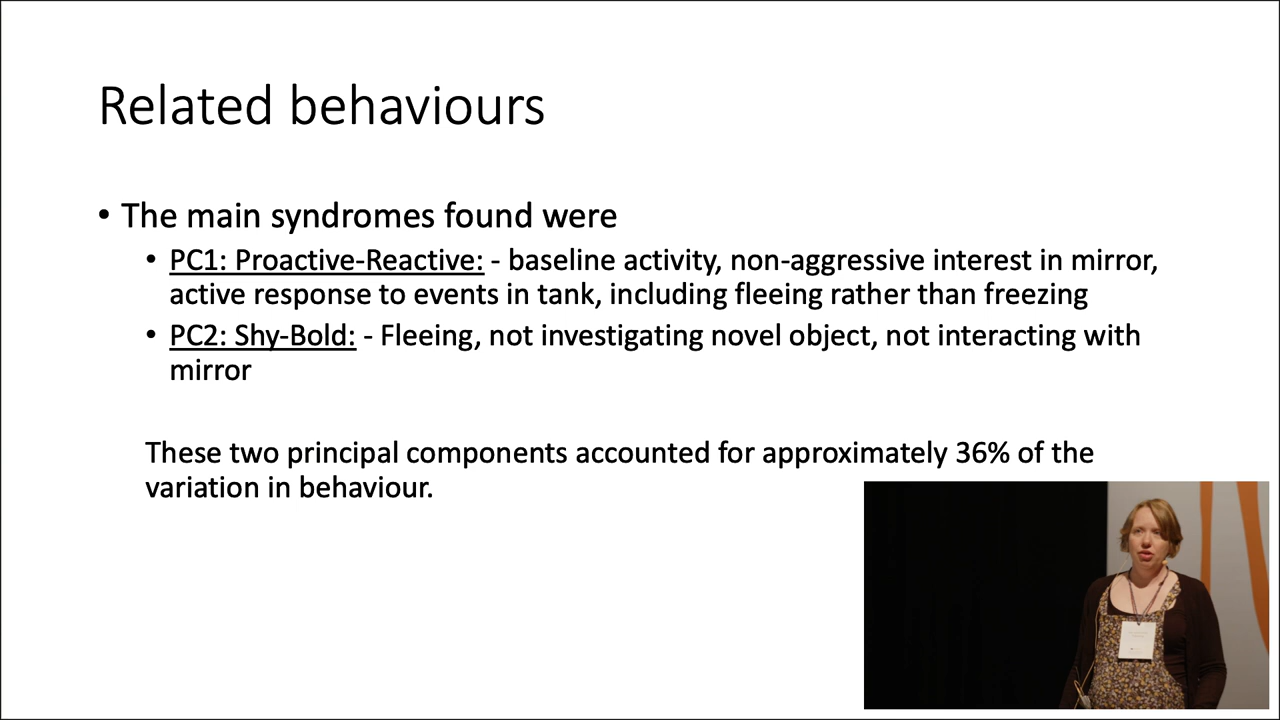 Related behaviours
• The main syndromes found were
• PC1: Proactive-Reactive: - baseline activity, non-aggressive interest in mirror,
active response to events in tank, including fleeing rather than freezing
• PC2: Shy-Bold: - Fleeing, not investigating novel object, not interacting with
mirror
These two principal components accounted for approximately 36% of the
variation in behaviour.